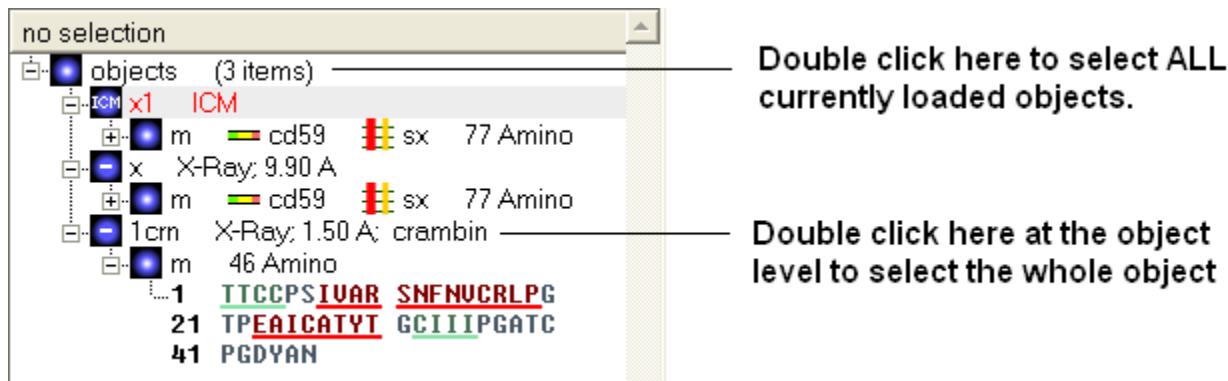 no selection
objects (3 items)
Double click here to select ALL
currently loaded objects.
ICM x1 ICM
m cd59 sx 77 Amino
x X-Ray; 9.90 A
m cd59 sx 77 Amino
1crn X-Ray; 1.50 A; crambin
Double click here at the object
level to select the whole object
m 46 Amino
1 TTCCPSIVAR SNFNVCRLPG
21 TPEAICATYT GCIIIPGATC
41 PGDYAN